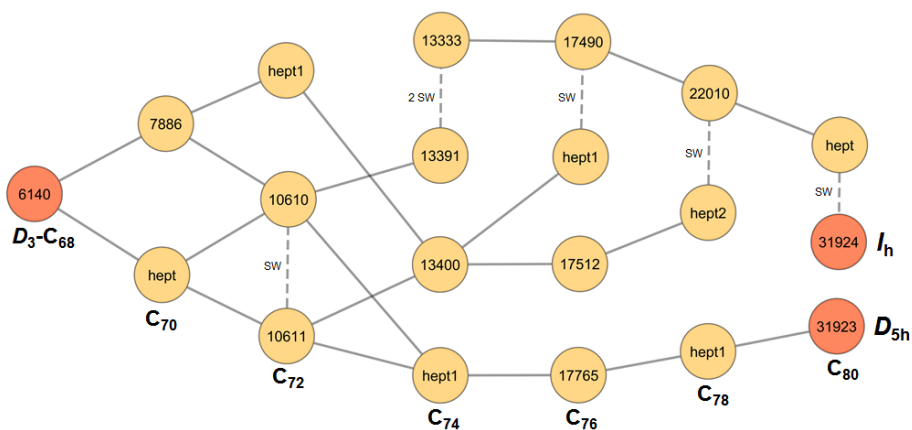 13333
17490
hept1
22010
2 SW
SW
7886
hept
13391
hept1
SW
6140
10610
SW
D3-C68
hept2
31924
Ih
SW
hept
13400
17512
C70
31923
D5h
10611
hept1
C72
hept1
17765
C80
C78
C74
C76